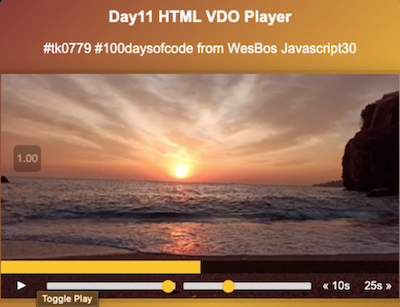 Day11 HTML VDO Player
#tk0779 #100daysofcode from WesBos Javascript30
1.00
« 10s 25s »
Toggle Play